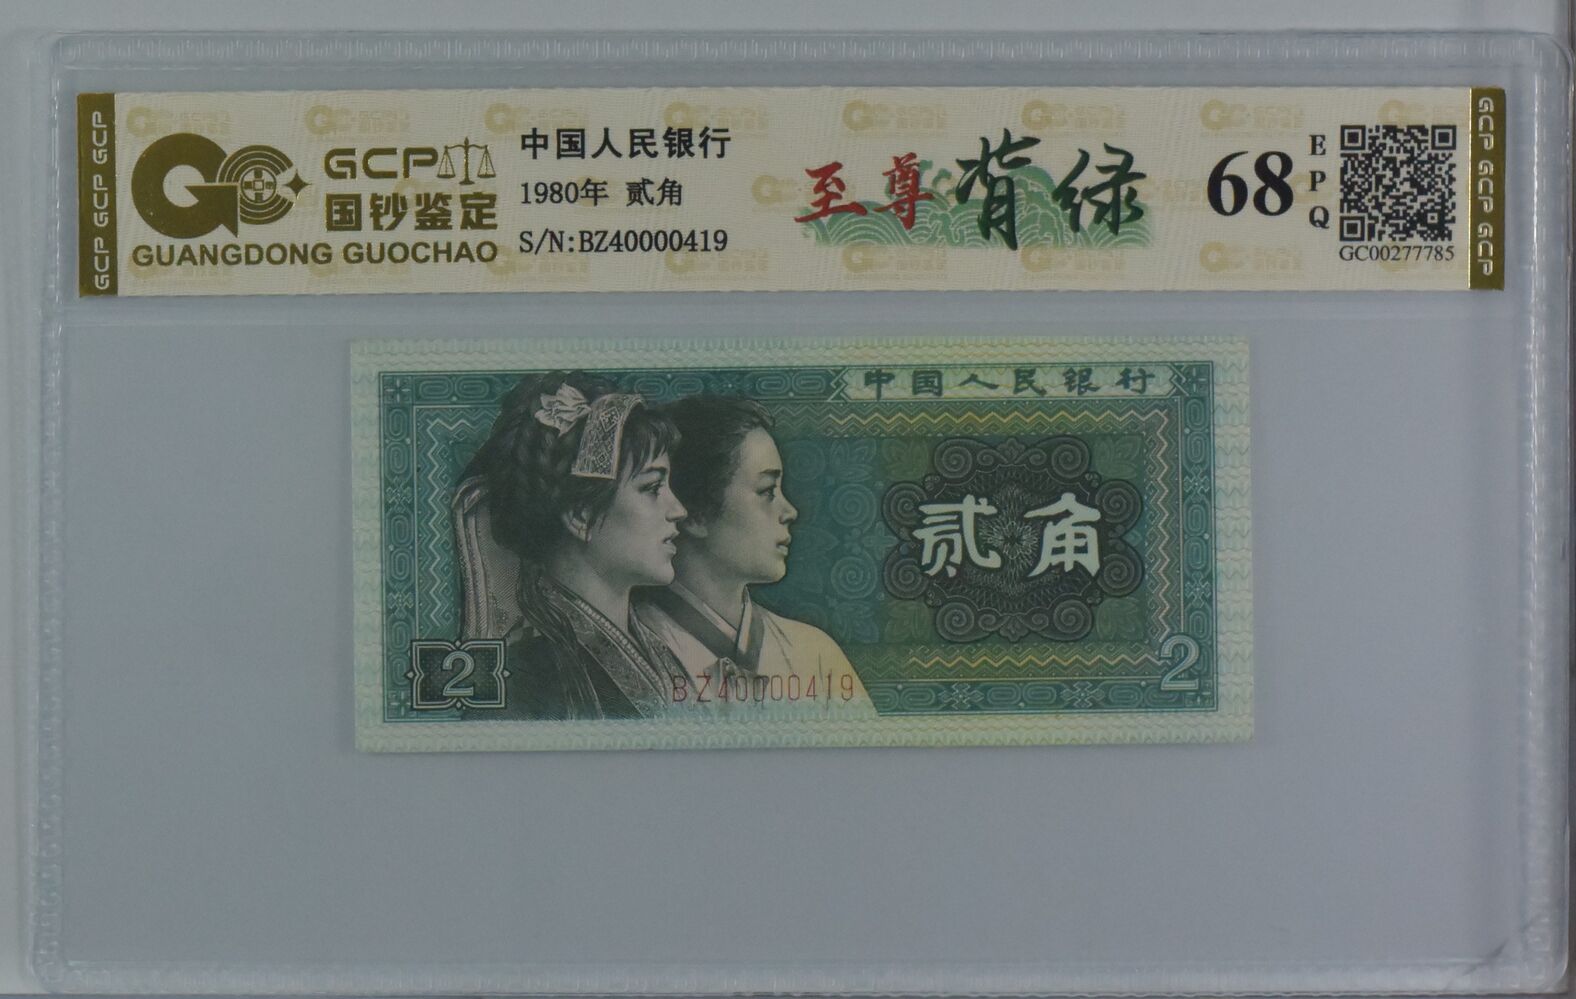 GCP GCP GCP
GCP
国钞鉴定
GUANGDONG GUOCHAO
中国人民银行
1980年 贰角
S/N:BZ40000419
至尊背绿
68
EPQ
GC00277785
GCP GCP GCP
中国人民银行
贰角
2
2
BZ40000419